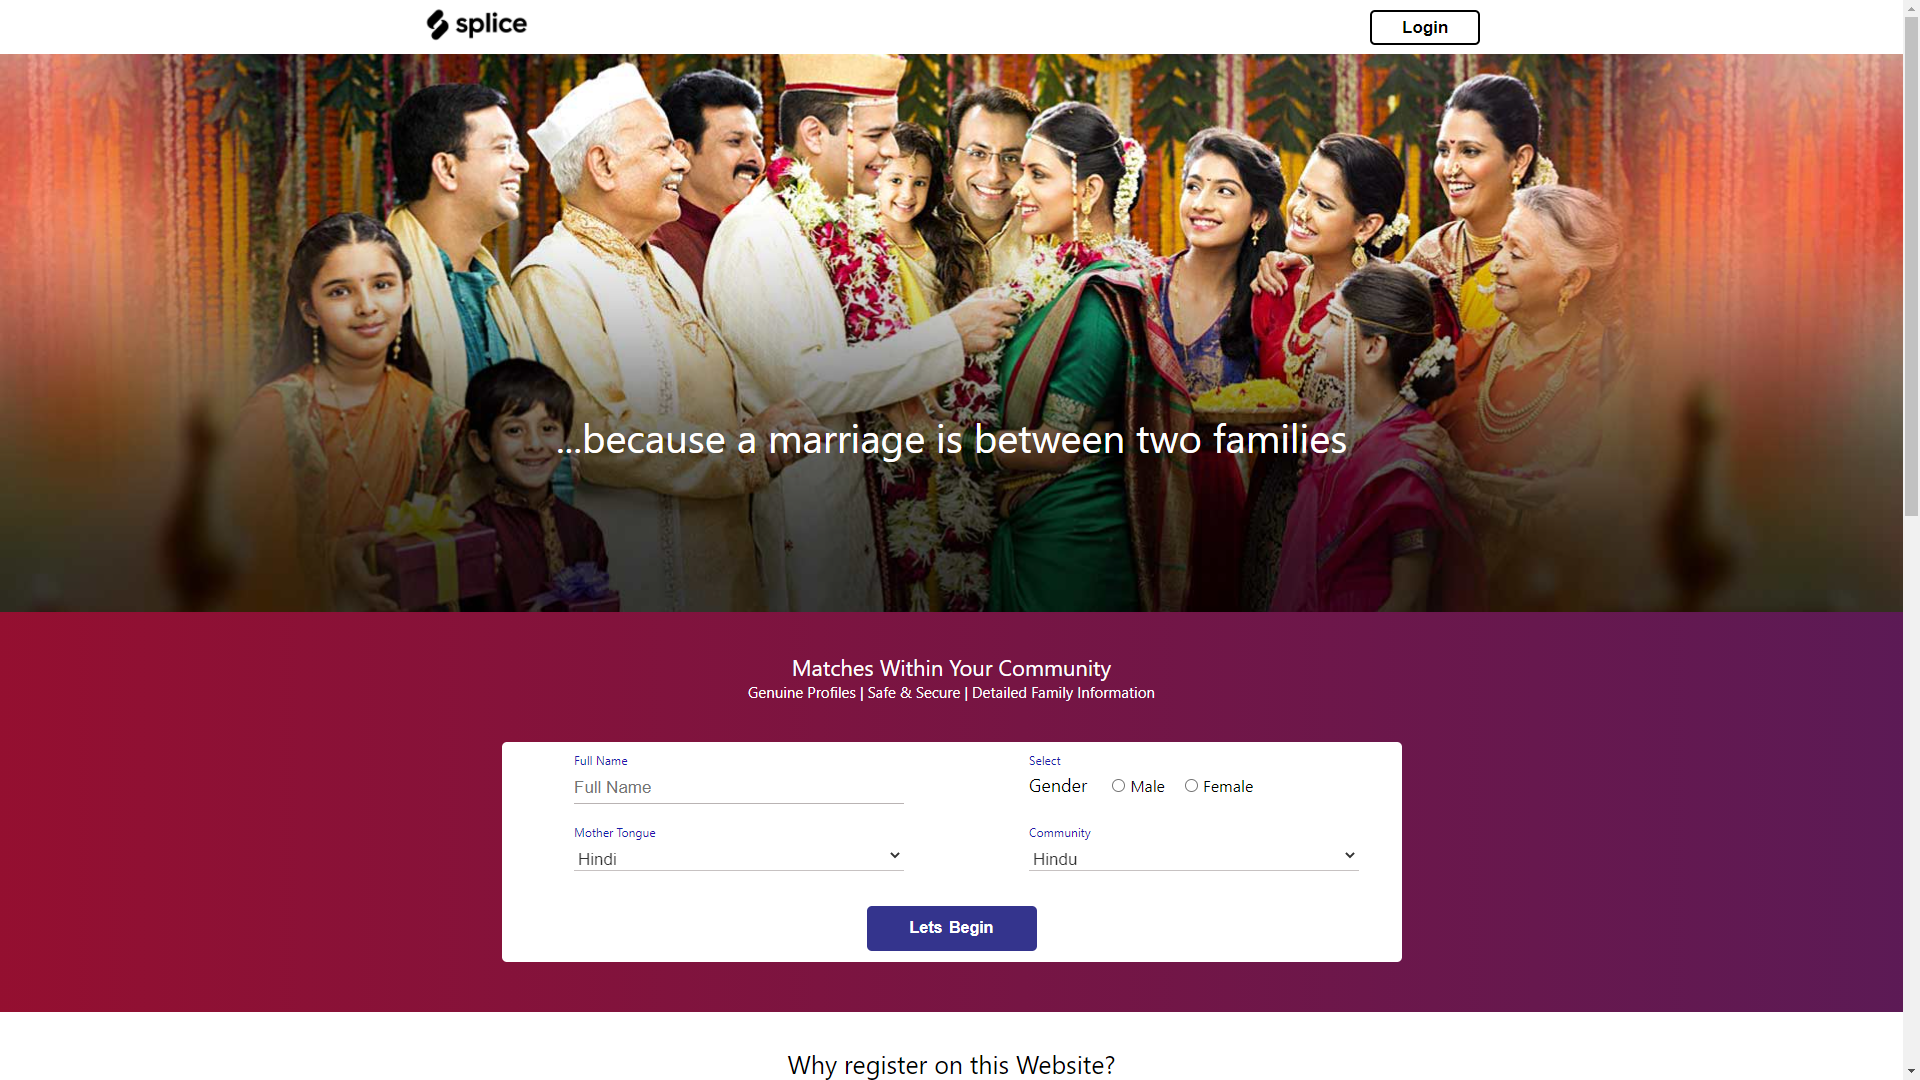 splice
Login
...because a marriage is between two families
Matches Within Your Community
Genuine Profiles | Safe & Secure | Detailed Family Information
Full Name
Full Name
Select
Gender
Male
Female
Mother Tongue
Hindi
Community
Hindu
Lets Begin
Why register on this Website?